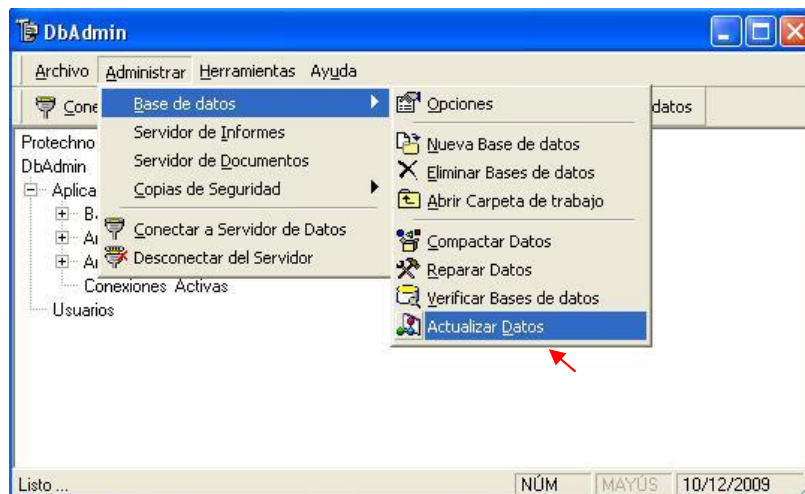 DbAdmin
Archivo Administrar Herramientas Ayuda
Cone datos
Base de datos
Servidor de Informes
Servidor de Documentos
Copias de Seguridad
Conectar a Servidor de Datos
Desconectar del Servidor
Opciones
Nueva Base de datos
Eliminar Bases de datos
Abrir Carpeta de trabajo
Compactar Datos
Reparar Datos
Verificar Bases de datos
Actualizar Datos
Protechno
DbAdmin
Aplica
B
A
A
Conexiones Activas
Usuarios
Listo ... NÚM MAYÚS 10/12/2009